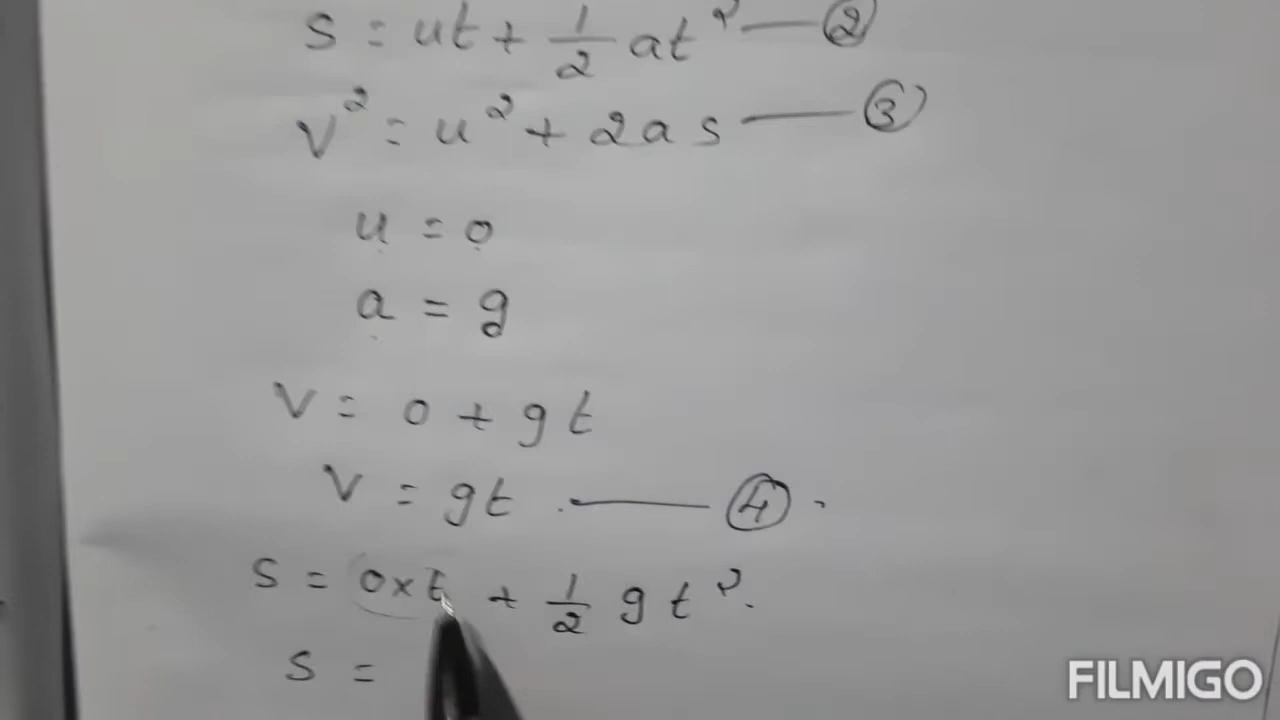 s = ut + 1/2 at² — ②
v² = u² + 2as — ③
u = 0
a = g
v = 0 + gt
v = gt . — ④ .
s = 0×t + 1/2 gt².
s =
FILMIGO